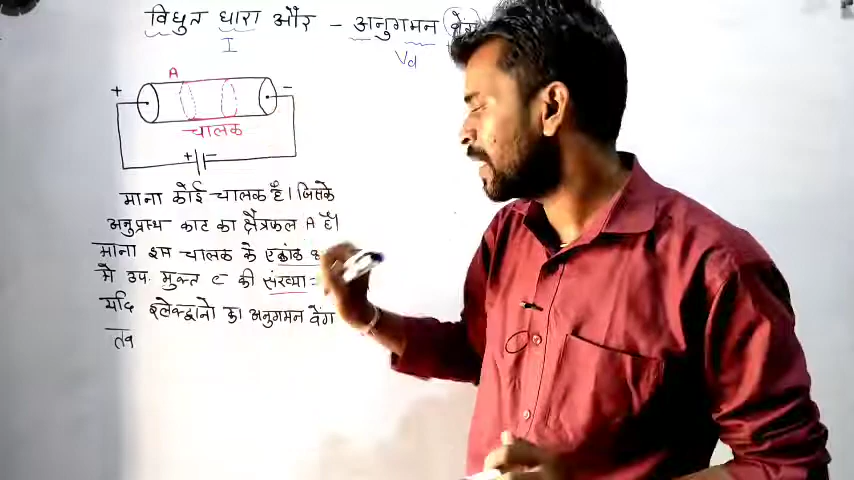 विधुत धारा और - अनुगमन
I
Vd
A
+ -
चालक
+ -
माना कोई चालक है। जिसके
अनुप्रस्थ काट का क्षेत्रफल A है।
माना इस चालक के एकांक
मे उप. मुक्त e⁻ की संख्या =
यदि इलेक्ट्रानो का अनुगमन वेग
तब